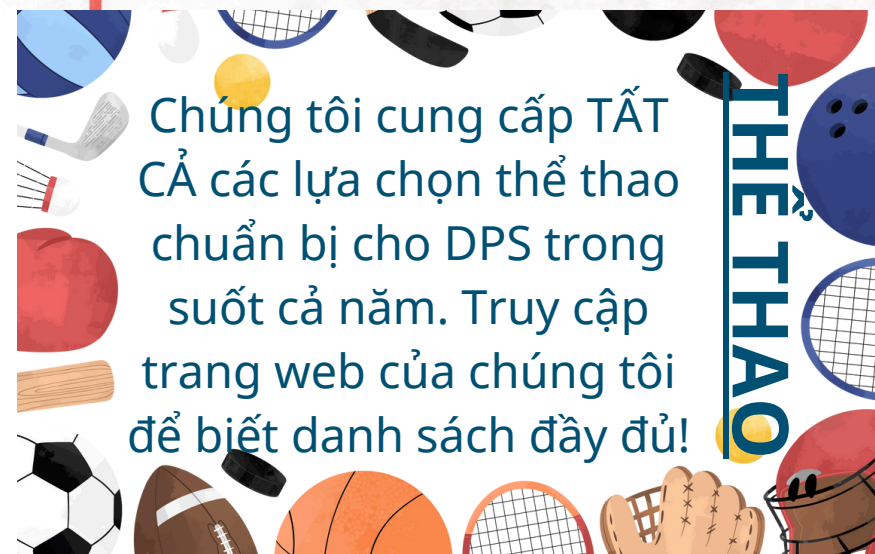 Chúng tôi cung cấp TẤT
CẢ các lựa chọn thể thao
chuẩn bị cho DPS trong
suốt cả năm. Truy cập
trang web của chúng tôi
để biết danh sách đầy đủ!
THỂ THAO